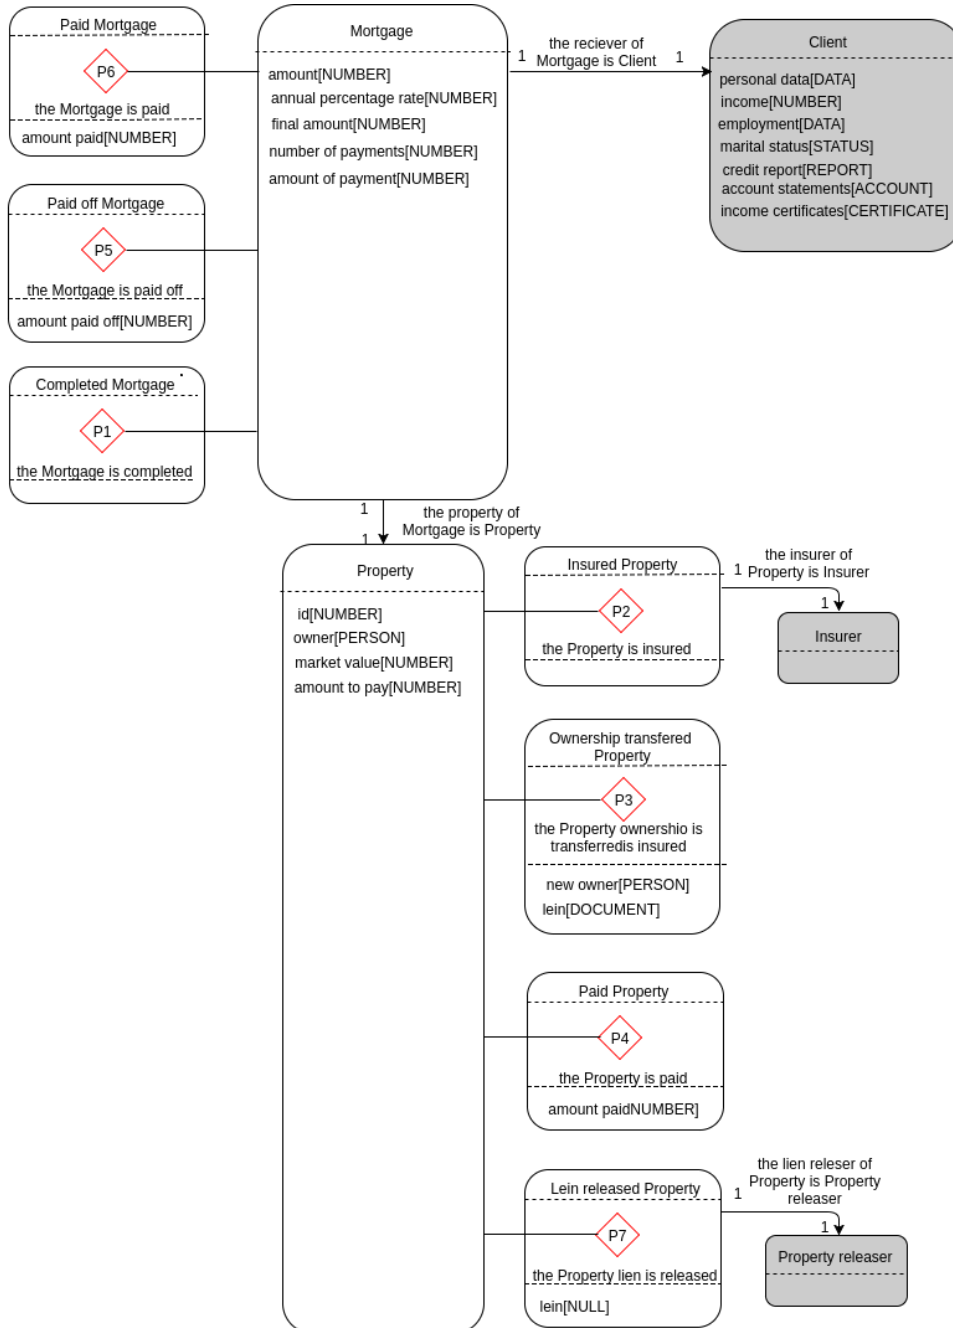 Paid Mortgage
P6
the Mortgage is paid
amount paid[NUMBER]
Mortgage
amount[NUMBER]
annual percentage rate[NUMBER]
final amount[NUMBER]
number of payments[NUMBER]
amount of payment[NUMBER]
1
the reciever of
Mortgage is Client
1
Client
personal data[DATA]
income[NUMBER]
employment[DATA]
marital status[STATUS]
credit report[REPORT]
account statements[ACCOUNT]
income certificates[CERTIFICATE]
Paid off Mortgage
P5
the Mortgage is paid off
amount paid off[NUMBER]
Completed Mortgage
P1
the Mortgage is completed
1
the property of
Mortgage is Property
1
Property
id[NUMBER]
owner[PERSON]
market value[NUMBER]
amount to pay[NUMBER]
Insured Property
P2
the Property is insured
1
the insurer of
Property is Insurer
1
Insurer
Ownership transfered
Property
P3
the Property ownershio is
transferredis insured
new owner[PERSON]
lein[DOCUMENT]
Paid Property
P4
the Property is paid
amount paidNUMBER]
Lein released Property
P7
the Property lien is released
lein[NULL]
the lien releser of
Property is Property
releaser
1
1
Property releaser